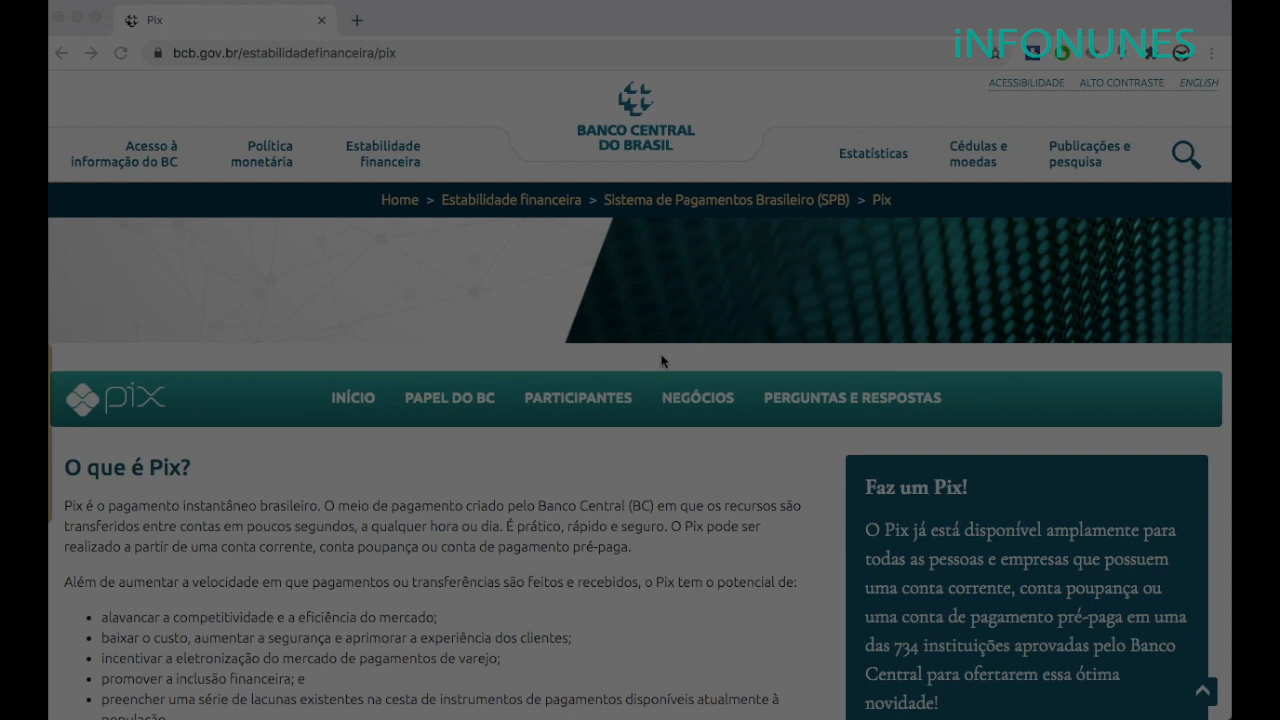 Pix
iNFONUNES
bcb.gov.br/estabilidadefinanceira/pix
ACESSIBILIDADE ALTO CONTRASTE ENGLISH
BANCO CENTRAL
DO BRASIL
Acesso à
informação do BC
Política
monetária
Estabilidade
financeira
Estatísticas
Cédulas e
moedas
Publicações e
pesquisa
Home > Estabilidade financeira > Sistema de Pagamentos Brasileiro (SPB) > Pix
pix
INÍCIO PAPEL DO BC PARTICIPANTES NEGÓCIOS PERGUNTAS E RESPOSTAS
O que é Pix?
Pix é o pagamento instantâneo brasileiro. O meio de pagamento criado pelo Banco Central (BC) em que os recursos são
transferidos entre contas em poucos segundos, a qualquer hora ou dia. É prático, rápido e seguro. O Pix pode ser
realizado a partir de uma conta corrente, conta poupança ou conta de pagamento pré-paga.
Além de aumentar a velocidade em que pagamentos ou transferências são feitos e recebidos, o Pix tem o potencial de:
• alavancar a competitividade e a eficiência do mercado;
• baixar o custo, aumentar a segurança e aprimorar a experiência dos clientes;
• incentivar a eletronização do mercado de pagamentos de varejo;
• promover a inclusão financeira; e
• preencher uma série de lacunas existentes na cesta de instrumentos de pagamentos disponíveis atualmente à
população
Faz um Pix!
O Pix já está disponível amplamente para
todas as pessoas e empresas que possuem
uma conta corrente, conta poupança ou
uma conta de pagamento pré-paga em uma
das 734 instituições aprovadas pelo Banco
Central para ofertarem essa ótima
novidade!